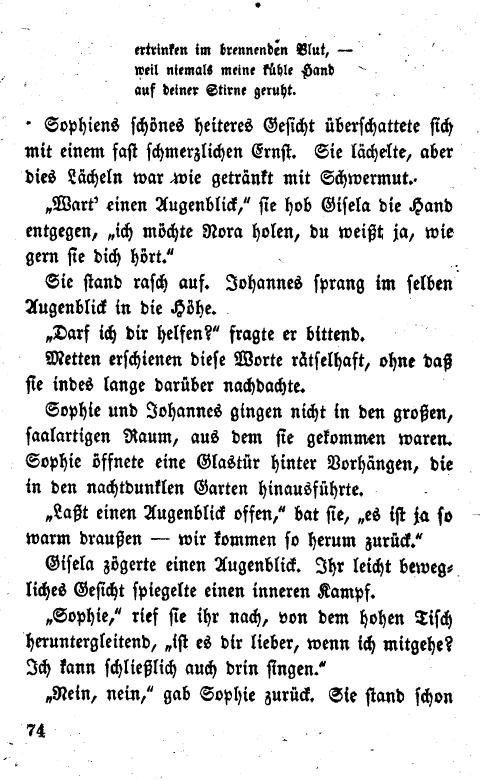 ertrinken im brennenden Blut, —
weil niemals meine kühle Hand
auf deiner Stirne geruht.
Sophiens schönes heiteres Gesicht überschattete sich
mit einem fast schmerzlichen Ernst. Sie lächelte, aber
dies Lächeln war wie getränkt mit Schwermut.
„Wart' einen Augenblick,“ sie hob Gisela die Hand
entgegen, „ich möchte Nora holen, du weißt ja, wie
gern sie dich hört.“
Sie stand rasch auf. Johannes sprang im selben
Augenblick in die Höhe.
„Darf ich dir helfen?“ fragte er bittend.
Metten erschienen diese Worte rätselhaft, ohne daß
sie indes lange darüber nachdachte.
Sophie und Johannes gingen nicht in den großen,
saalartigen Raum, aus dem sie gekommen waren.
Sophie öffnete eine Glastür hinter Vorhängen, die
in den nachtdunklen Garten hinausführte.
„Laßt einen Augenblick offen,“ bat sie, „es ist ja so
warm draußen — wir kommen so herum zurück.“
Gisela zögerte einen Augenblick. Ihr leicht beweg-
liches Gesicht spiegelte einen inneren Kampf.
„Sophie,“ rief sie ihr nach, von dem hohen Tisch
heruntergleitend, „ist es dir lieber, wenn ich mitgehe?
Ich kann schließlich auch drin singen.“
„Nein, nein,“ gab Sophie zurück. Sie stand schon
74